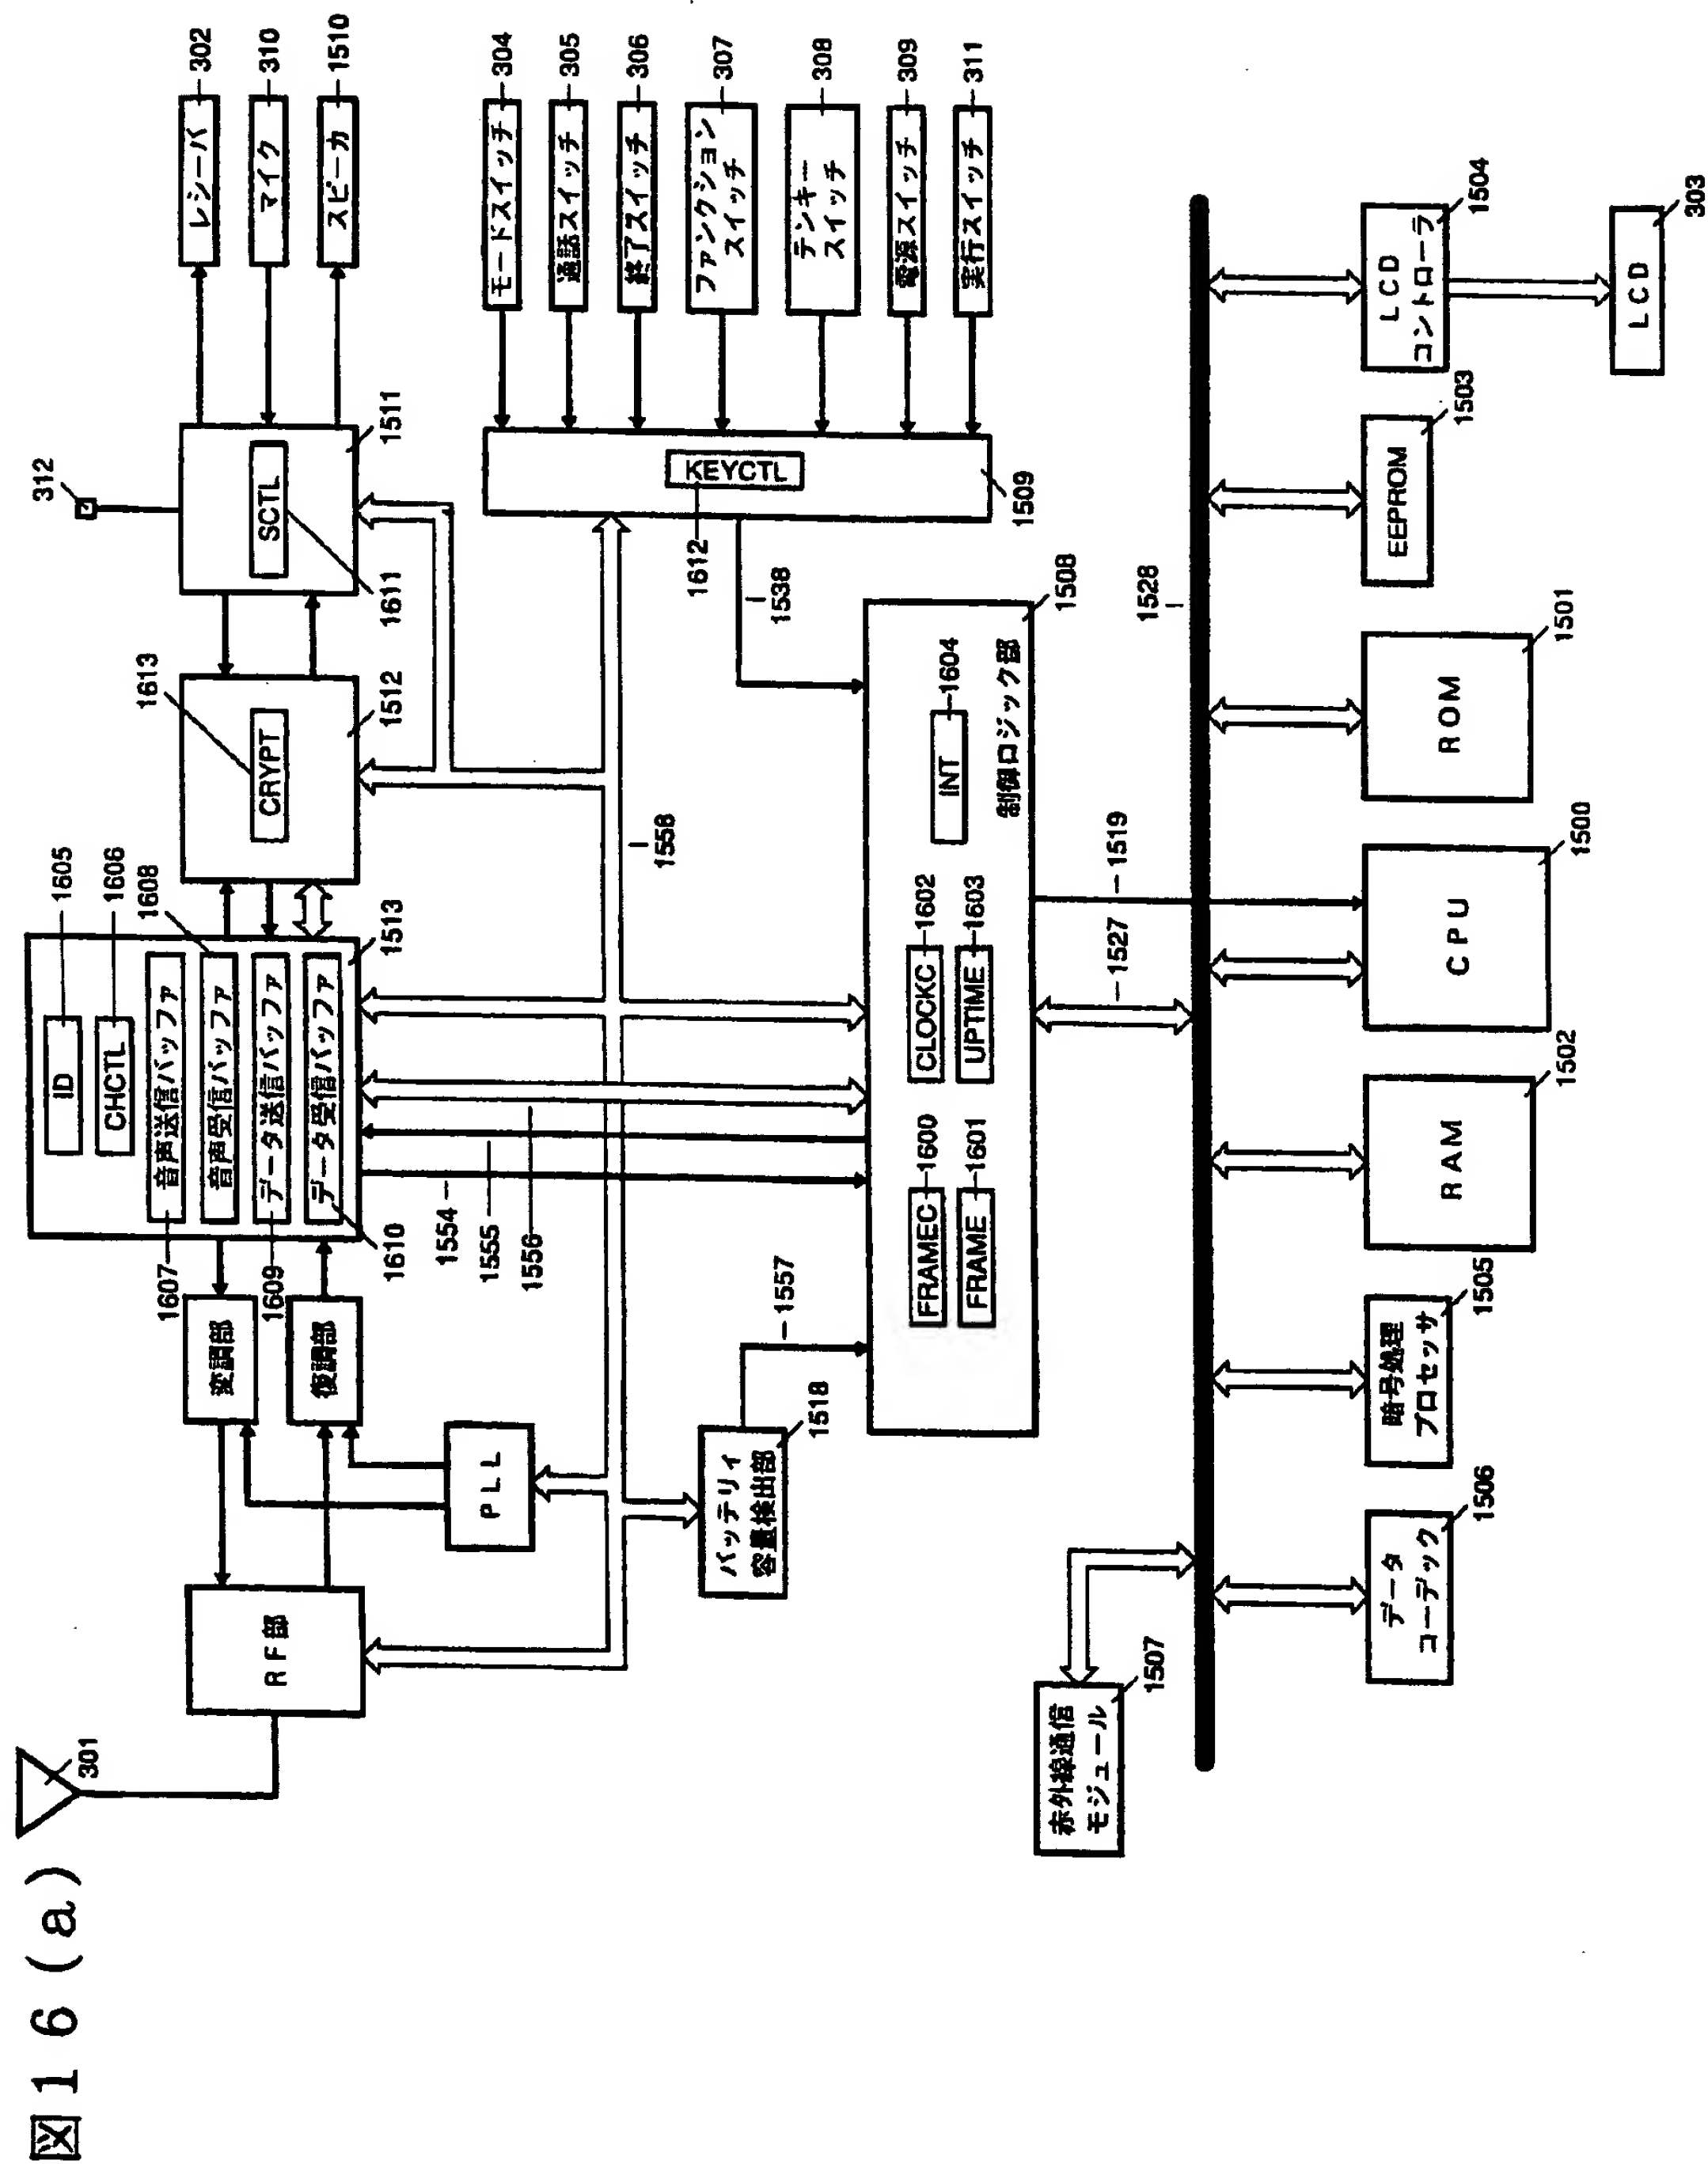 図16(a)
301
RF部
変調部
復調部
PLL
ID
1605
CHCTL
1606
1608
音声送信バッファ
音声受信バッファ
データ送信バッファ
データ受信バッファ
1607
1609
1610
1513
1613
CRYPT
1512
312
SCTL
1611
1511
レシーバ
302
マイク
310
スピーカ
1510
モードスイッチ
304
通話スイッチ
305
終了スイッチ
306
ファンクション
スイッチ
307
テンキー
スイッチ
308
電源スイッチ
309
実行スイッチ
311
KEYCTL
1612
1509
1538
1558
1554
1555
1556
1557
バッテリィ
容量検出部
1518
FRAMEC
1600
FRAME
1601
CLOCKC
1602
UPTIME
1603
INT
1604
制御ロジック部
1508
1527
1519
1528
赤外線通信
モジュール
1507
データ
コーデック
1506
暗号処理
プロセッサ
1505
RAM
1502
CPU
1500
ROM
1501
EEPROM
1503
LCD
コントローラ
1504
LCD
303